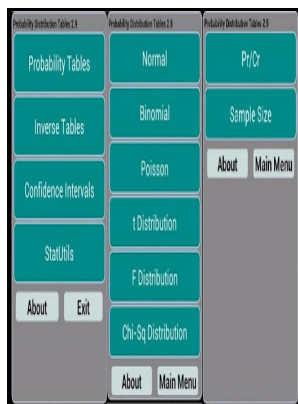 Probability Distribution Tables 2.9
Probability Tables
Inverse Tables
Confidence Intervals
StatUtils
About Exit
Probability Distribution Tables 2.9
Normal
Binomial
Poisson
t Distribution
F Distribution
Chi-Sq Distribution
About Main Menu
Probability Distribution Tables 2.9
Pr/Cr
Sample Size
About Main Menu